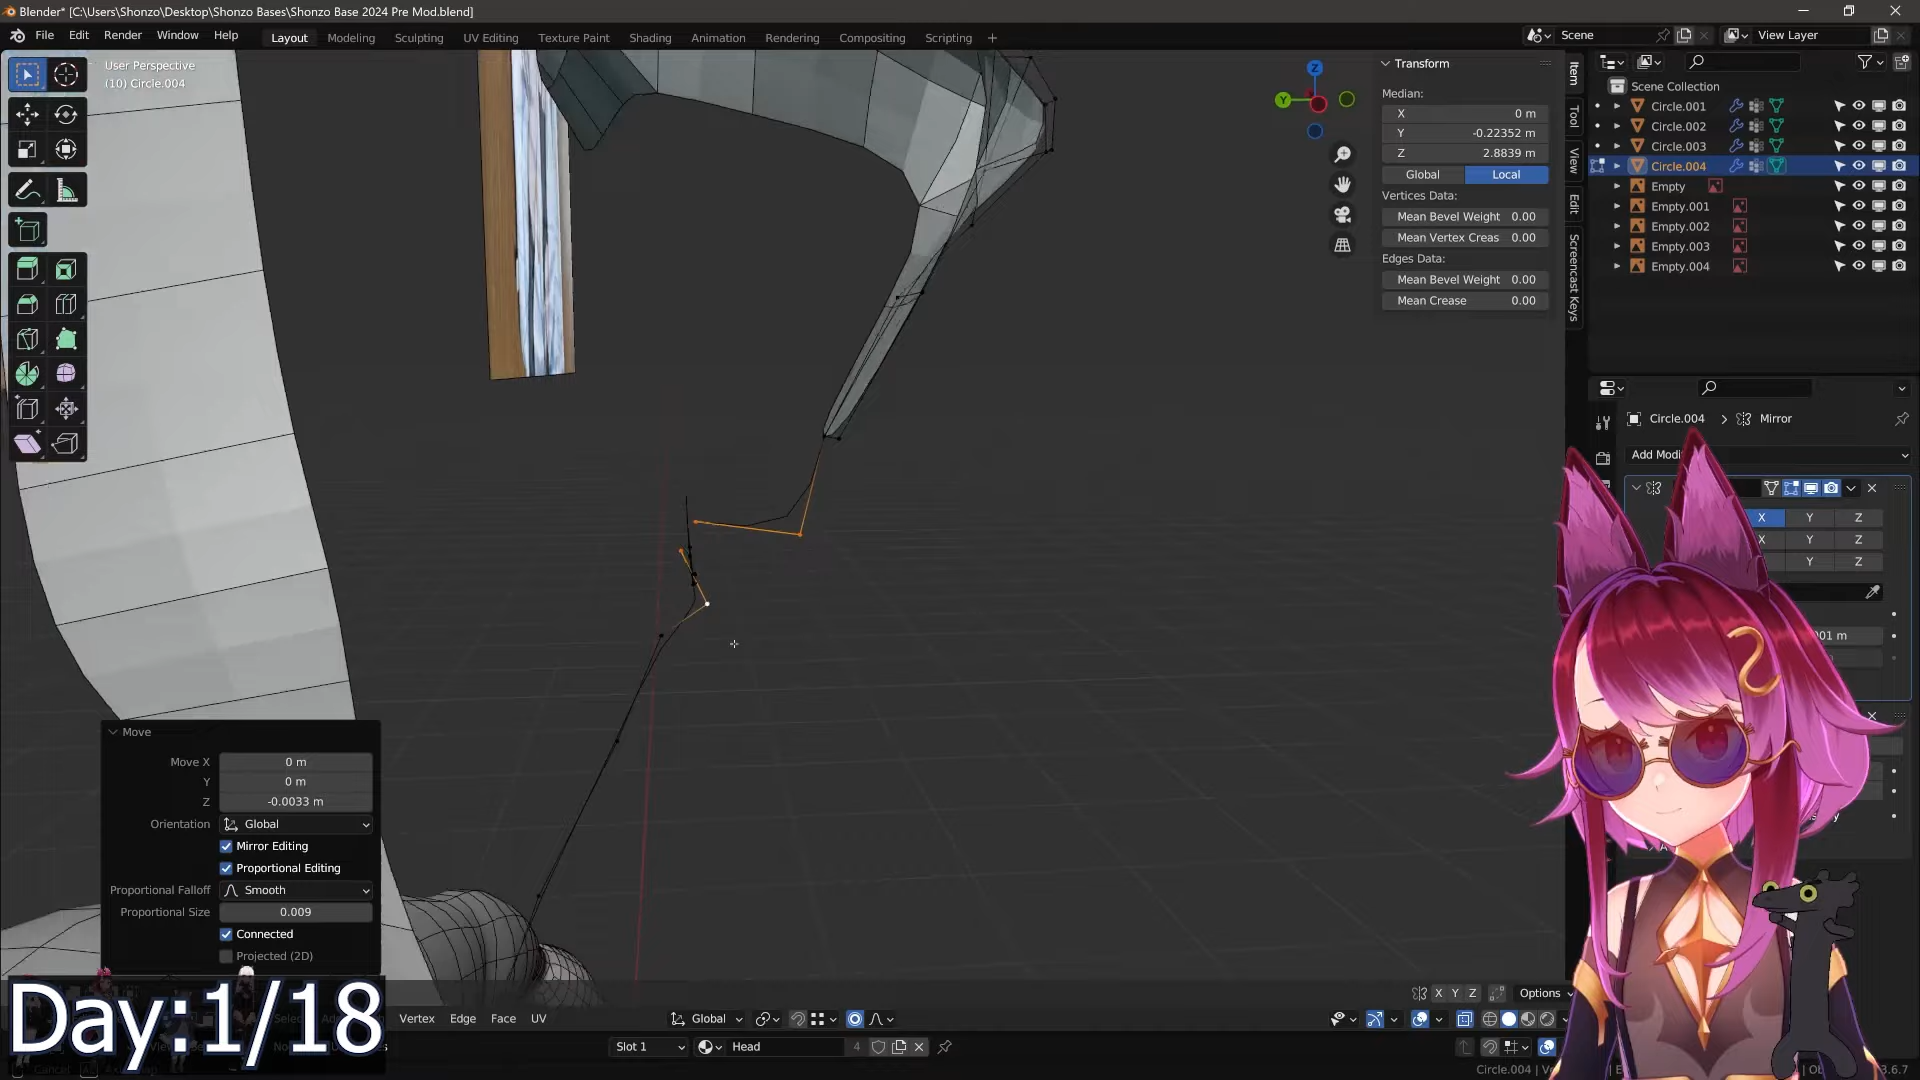 Blender* [C:\Users\Shonzo\Desktop\Shonzo Bases\Shonzo Base 2024 Pre Mod.blend]
File Edit Render Window Help Layout Modeling Sculpting UV Editing Texture Paint Shading Animation Rendering Compositing Scripting + Scene View Layer
User Perspective
(10) Circle.004
Transform
Median:
X 0 m
Y -0.22352 m
Z 2.8839 m
Global Local
Vertices Data:
Mean Bevel Weight 0.00
Mean Vertex Creas 0.00
Edges Data:
Mean Bevel Weight 0.00
Mean Crease 0.00
Z
Y
Item
Tool
View
Edit
Screencast Keys
Scene Collection
Circle.001
Circle.002
Circle.003
Circle.004
Empty
Empty.001
Empty.002
Empty.003
Empty.004
Circle.004 > Mirror
Add Modi
X Y Z
X Y Z
Y Z
001 m
Move
Move X 0 m
Y 0 m
Z -0.0033 m
Orientation Global
Mirror Editing
Proportional Editing
Proportional Falloff Smooth
Proportional Size 0.009
Connected
Projected (2D)
X Y Z Options
Day:1/18
Vertex Edge Face UV Global
Slot 1 Head 4
Circle.004
3.6.7